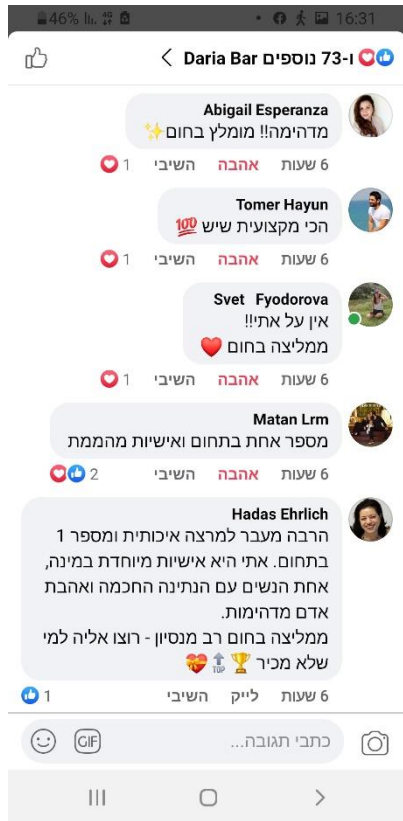 46% 16:31
Daria Bar ו-73 נוספים
Abigail Esperanza
מדהימה!! מומלץ בחום✨
6 שעות אהבה השיבי 1
Tomer Hayun
הכי מקצועית שיש 💯
6 שעות אהבה השיבי 1
Svet Fyodorova
אין על אתי!!
ממליצה בחום ♥️
6 שעות אהבה השיבי 1
Matan Lrm
מספר אחת בתחום ואישיות מהממת
6 שעות אהבה השיבי 2
Hadas Ehrlich
הרבה מעבר למרצה איכותית ומספר 1
בתחום. אתי היא אישיות מיוחדת במינה,
אחת הנשים עם הנתינה החכמה ואהבת
אדם מדהימות.
ממליצה בחום רב מנסיון - רוצו אליה למי
שלא מכיר 🏆🔝💝
6 שעות לייק השיבי 1
כתבי תגובה...
GIF